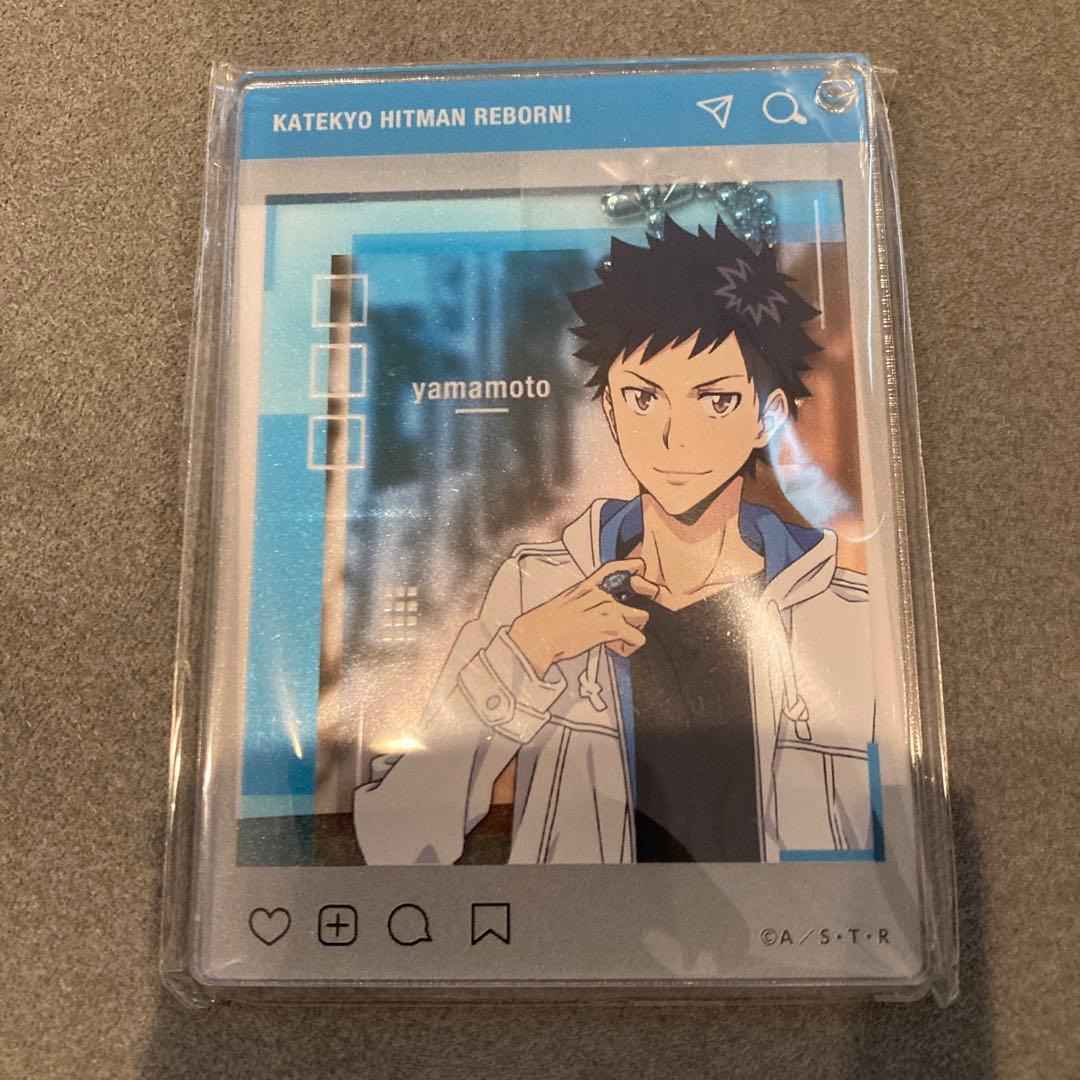 KATEKYO HITMAN REBORN!
yamamoto
©A／S・T・R